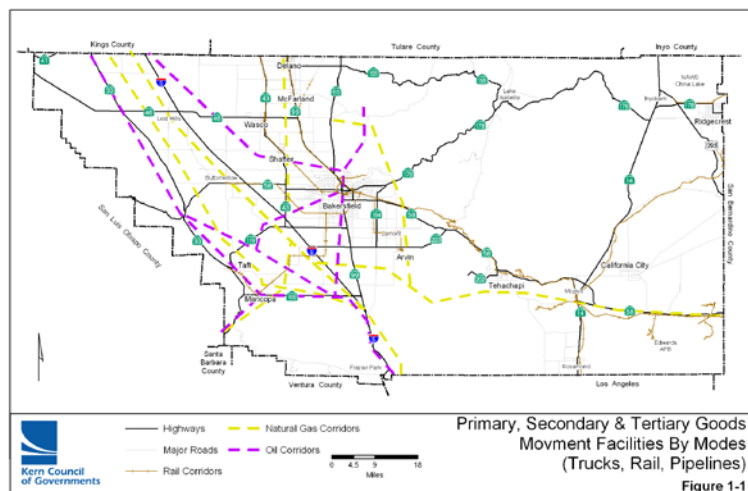 Kings County
Tulare County
Inyo County
Delano
McFarland
Lake
Isabella
NAWS
China Lake
Ridgecrest
Lost Hills
Wasco
Shafter
Buttonwillow
Bakersfield
San Luis Obispo County
San Bernardino County
Lamont
Arvin
Taft
California City
Tehachapi
Mojave
Maricopa
Edwards
AFB
Santa
Barbara
County
Frazier Park
Rosamond
Ventura County
Los Angeles
Kern Council
of Governments
Highways
Natural Gas Corridors
Major Roads
Oil Corridors
Rail Corridors
0 4.5 9 18
Miles
Primary, Secondary & Tertiary Goods
Movment Facilities By Modes
(Trucks, Rail, Pipelines)
Figure 1-1